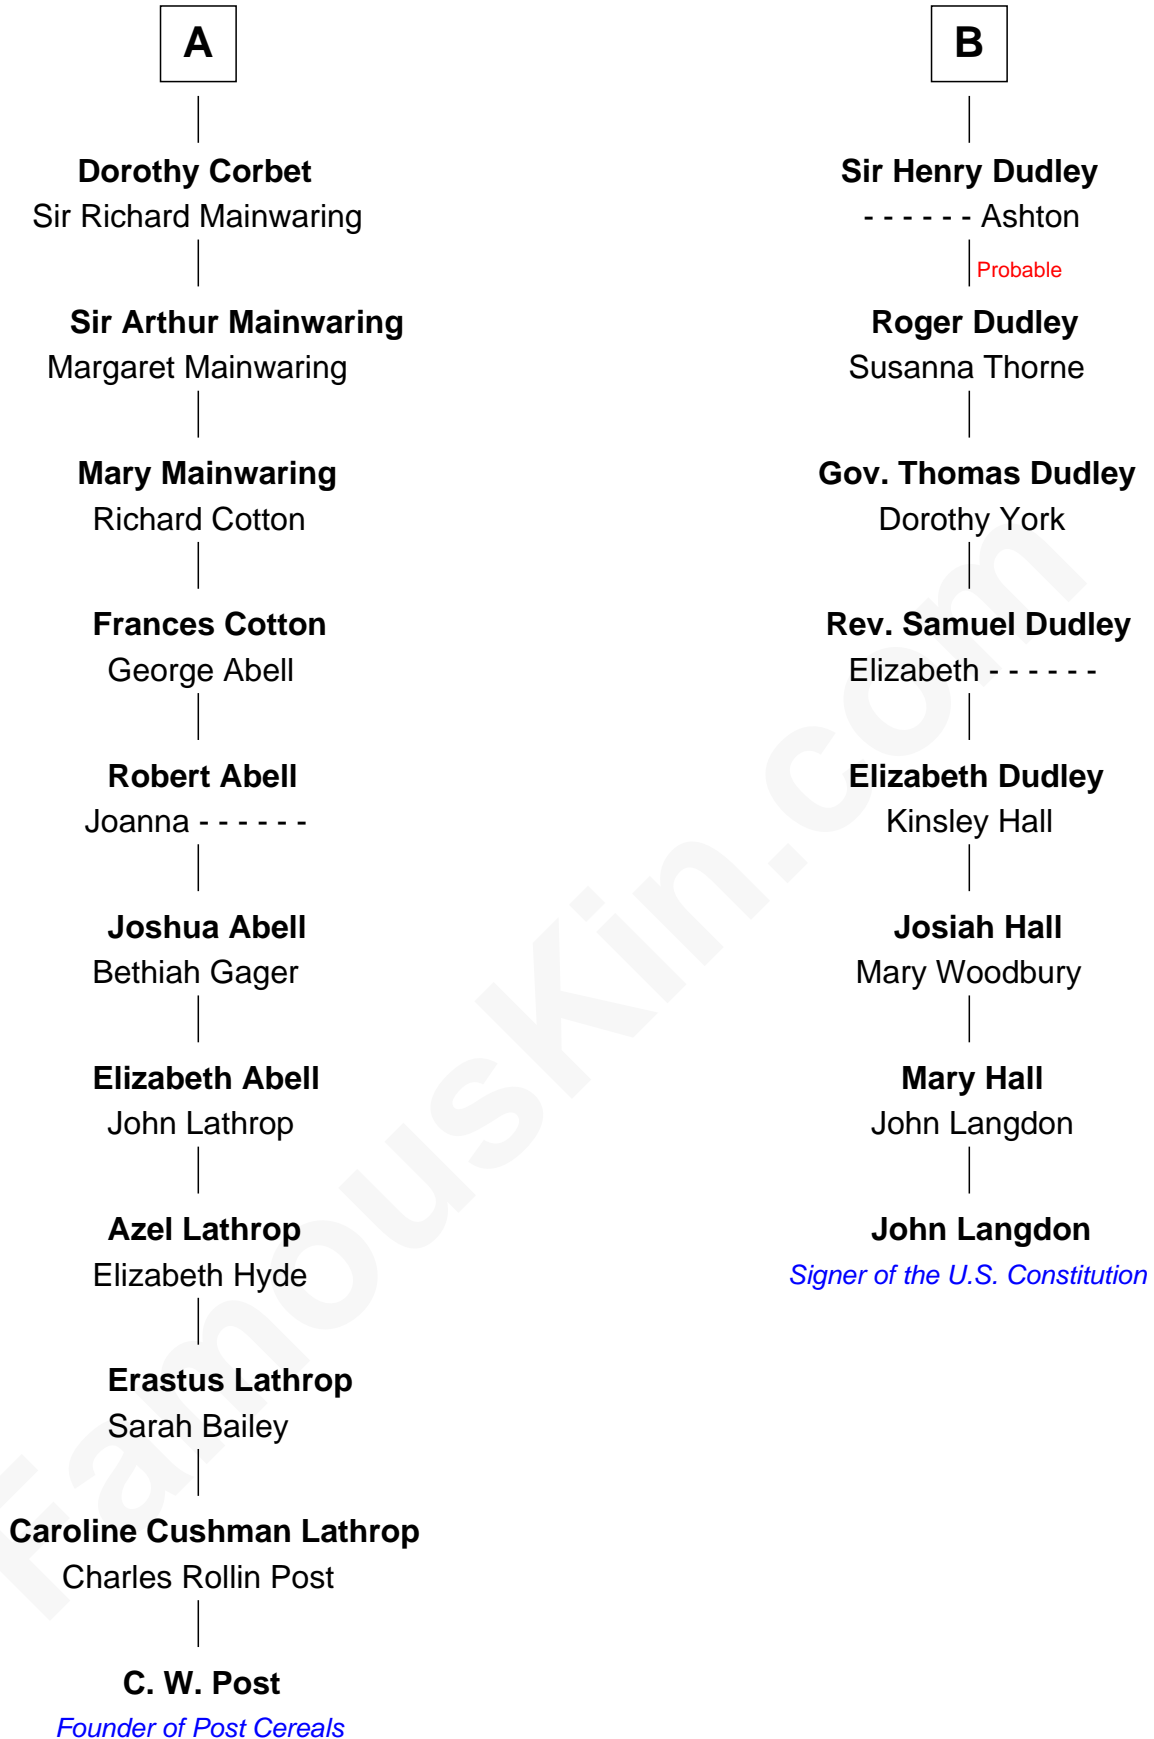 A
Dorothy Corbet
Sir Richard Mainwaring
Sir Arthur Mainwaring
Margaret Mainwaring
Mary Mainwaring
Richard Cotton
Frances Cotton
George Abell
Robert Abell
Joanna - - - - - -
Joshua Abell
Bethiah Gager
Elizabeth Abell
John Lathrop
Azel Lathrop
Elizabeth Hyde
Erastus Lathrop
Sarah Bailey
Caroline Cushman Lathrop
Charles Rollin Post
C. W. Post
Founder of Post Cereals
B
Sir Henry Dudley
- - - - - - Ashton
Probable
Roger Dudley
Susanna Thorne
Gov. Thomas Dudley
Dorothy York
Rev. Samuel Dudley
Elizabeth - - - - - -
Elizabeth Dudley
Kinsley Hall
Josiah Hall
Mary Woodbury
Mary Hall
John Langdon
John Langdon
Signer of the U.S. Constitution
FamousKin.com